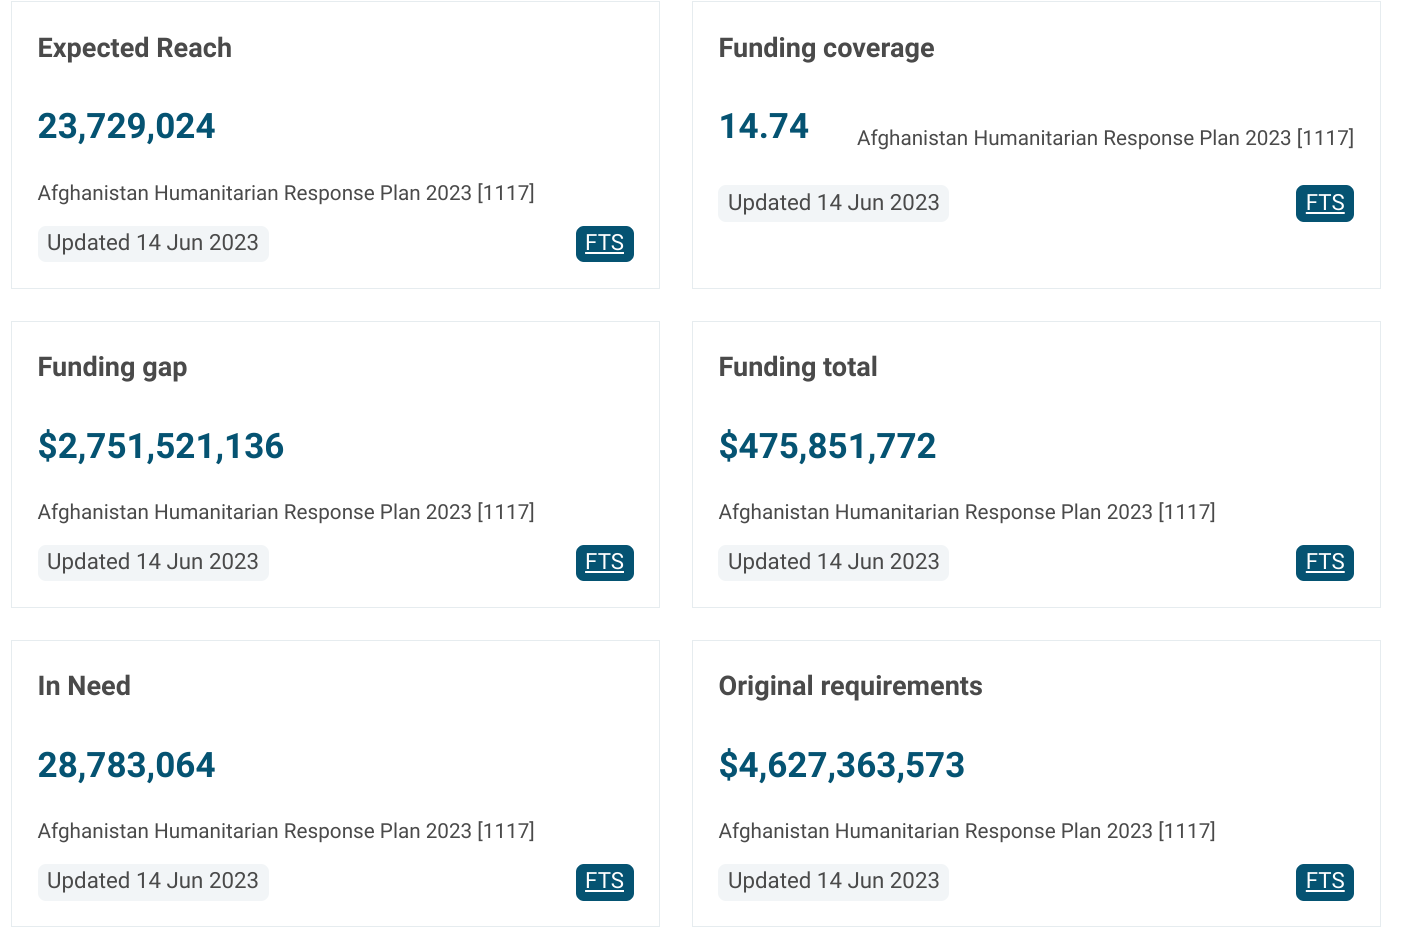 Expected Reach
23,729,024
Afghanistan Humanitarian Response Plan 2023 [1117]
Updated 14 Jun 2023
FTS
Funding coverage
14.74
Afghanistan Humanitarian Response Plan 2023 [1117]
Updated 14 Jun 2023
FTS
Funding gap
$2,751,521,136
Afghanistan Humanitarian Response Plan 2023 [1117]
Updated 14 Jun 2023
FTS
Funding total
$475,851,772
Afghanistan Humanitarian Response Plan 2023 [1117]
Updated 14 Jun 2023
FTS
In Need
28,783,064
Afghanistan Humanitarian Response Plan 2023 [1117]
Updated 14 Jun 2023
FTS
Original requirements
$4,627,363,573
Afghanistan Humanitarian Response Plan 2023 [1117]
Updated 14 Jun 2023
FTS